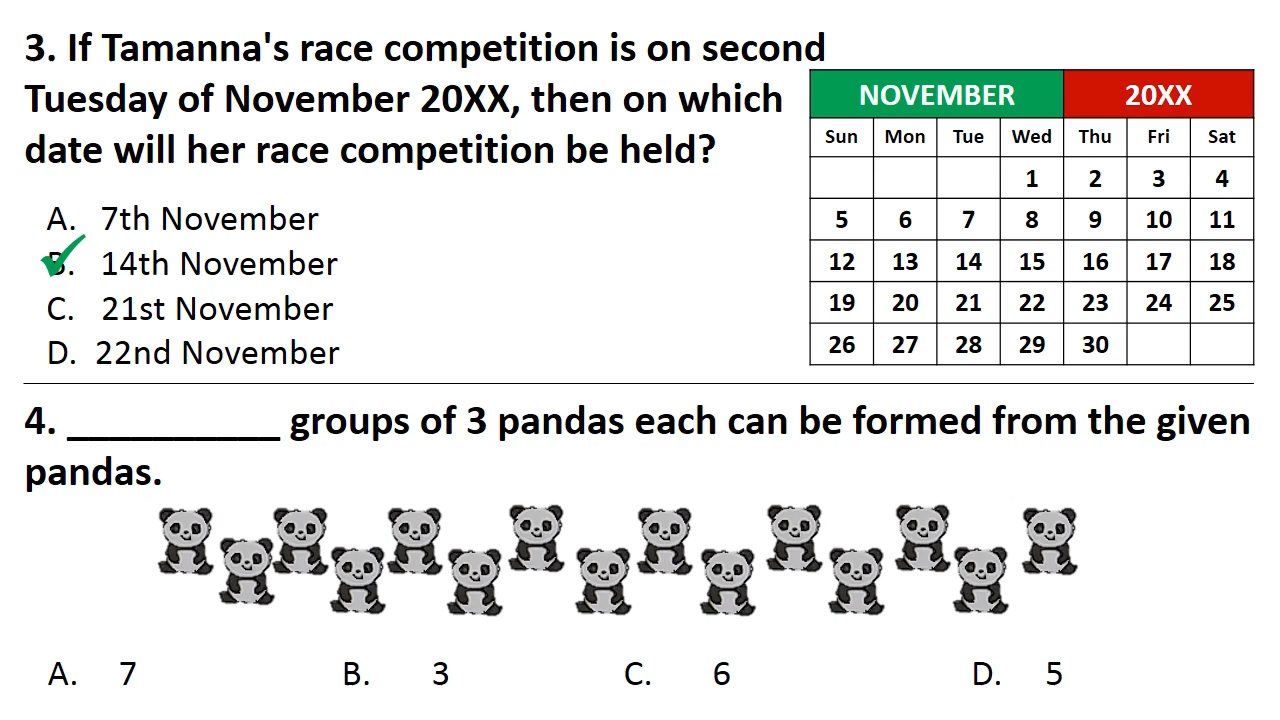 3. If Tamanna's race competition is on second
Tuesday of November 20XX, then on which
date will her race competition be held?
A. 7th November
B. 14th November
C. 21st November
D. 22nd November
NOVEMBER 20XX
Sun Mon Tue Wed Thu Fri Sat
1 2 3 4
5 6 7 8 9 10 11
12 13 14 15 16 17 18
19 20 21 22 23 24 25
26 27 28 29 30
4. __________ groups of 3 pandas each can be formed from the given
pandas.
A. 7 B. 3 C. 6 D. 5